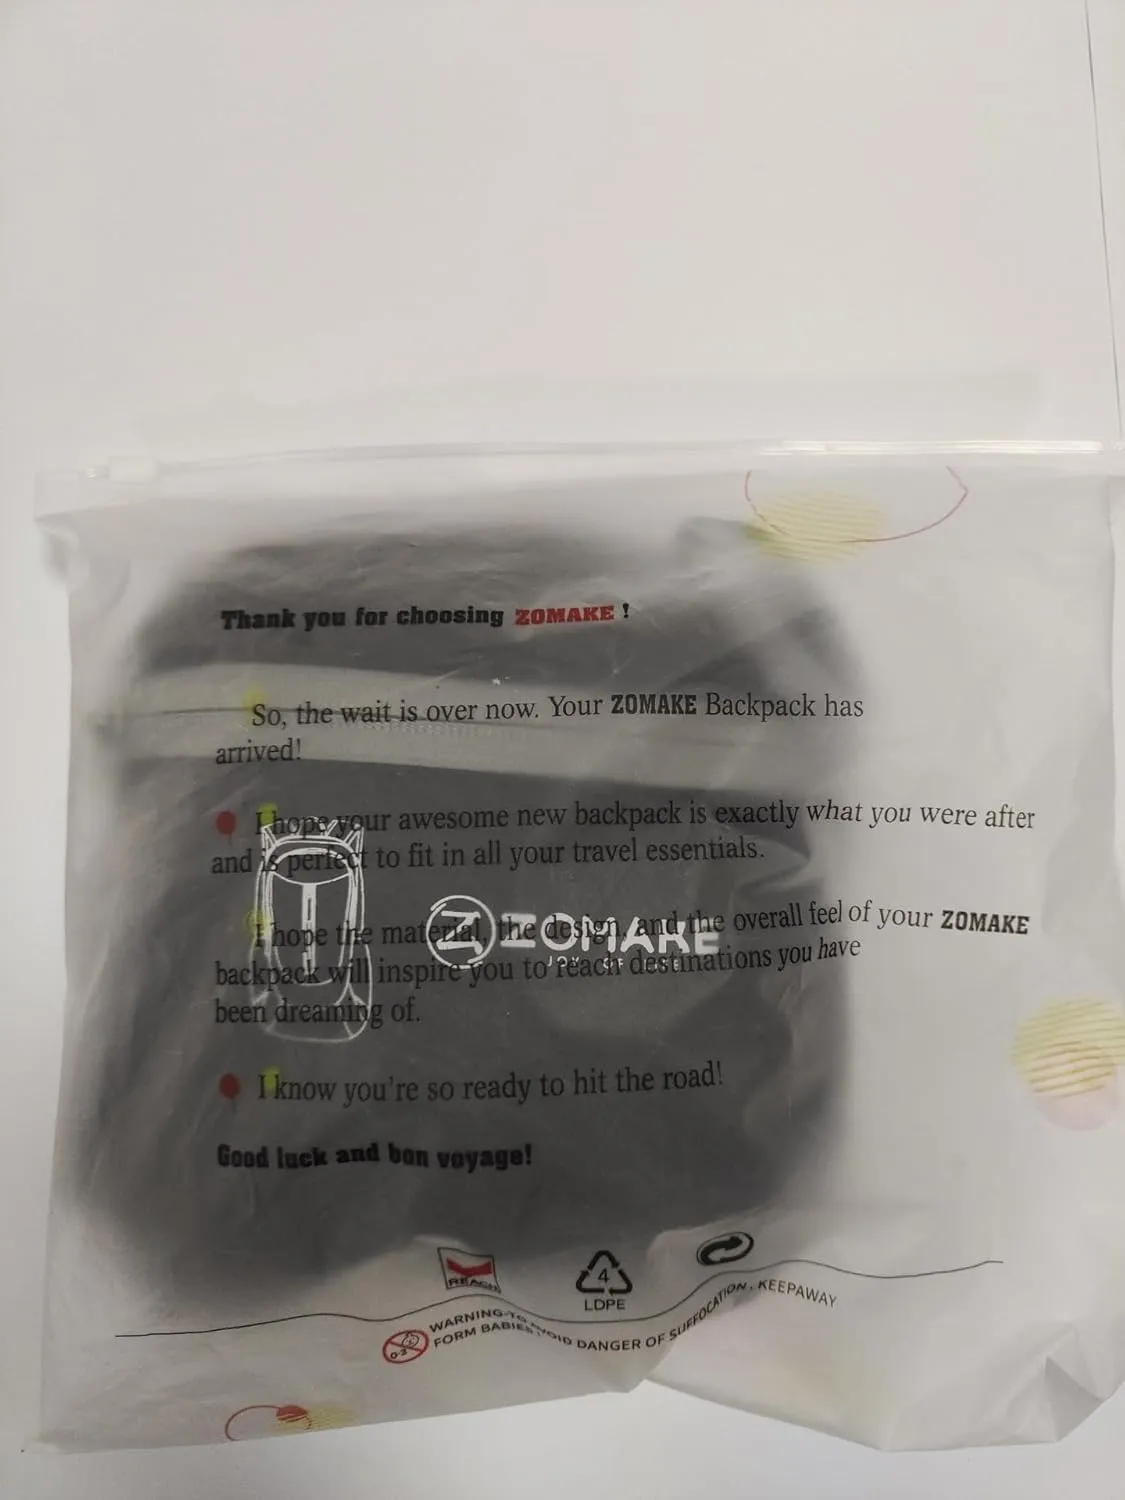 Thank you for choosing ZOMAKE !
So, the wait is over now. Your ZOMAKE Backpack has
arrived!
I hope your awesome new backpack is exactly what you were after
and is perfect to fit in all your travel essentials.
ZOMAKE
JOY OF LIFE
I hope the material, the design, and the overall feel of your ZOMAKE
backpack will inspire you to reach destinations you have
been dreaming of.
I know you're so ready to hit the road!
Good luck and bon voyage!
REACH
4
LDPE
0-3
WARNING-TO AVOID DANGER OF SUFFOCATION . KEEPAWAY
FORM BABIES.